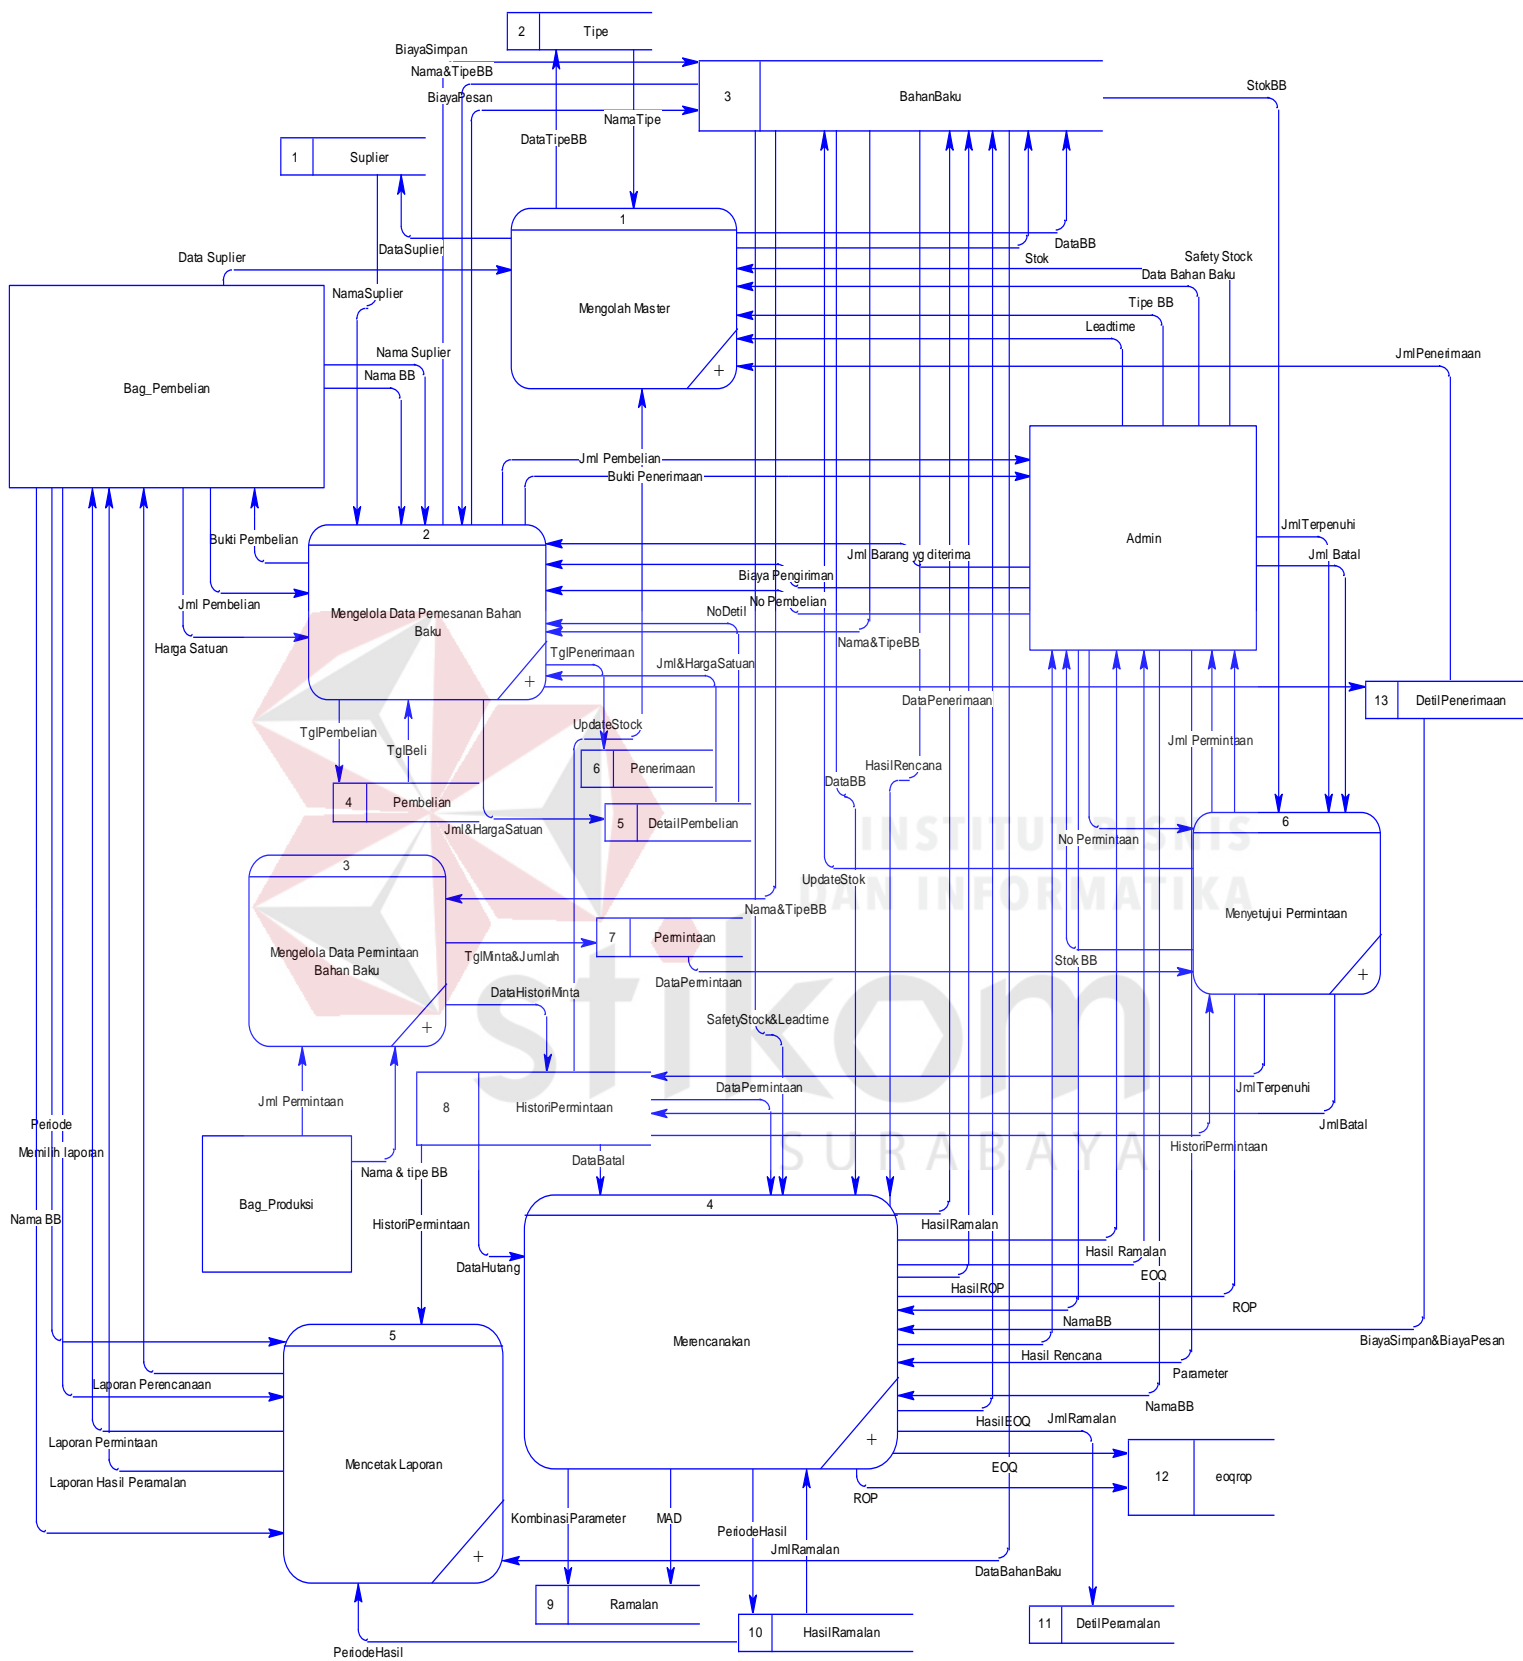 2 Tipe
BiayaSimpan
Nama&TipeBB
BiayaPesan
3 BahanBaku
StokBB
NamaTipe
DataTipeBB
1 Suplier
1
Mengolah Master
+
DataSuplier
DataBB
Data Suplier
Stok
Safety Stock
Data Bahan Baku
NamaSuplier
Tipe BB
Leadtime
Nama Suplier
Nama BB
JmlPenerimaan
Bag_Pembelian
Jml Pembelian
Bukti Penerimaan
Admin
JmlTerpenuhi
Jml Batal
Bukti Pembelian
2
Mengelola Data Pemesanan Bahan
Baku
+
Jml Barang yg diterima
Biaya Pengiriman
No Pembelian
NoDetil
Jml Pembelian
Harga Satuan
Nama&TipeBB
TglPenerimaan
Jml&HargaSatuan
DataPenerimaan
13 DetilPenerimaan
TglPembelian
TglBeli
UpdateStock
Jml Permintaan
6 Penerimaan
HasilRencana
DataBB
4 Pembelian
Jml&HargaSatuan
5 DetailPembelian
INSTITUT BISNIS
DAN INFORMATIKA
stikom
SURABAYA
6
Menyetujui Permintaan
+
No Permintaan
UpdateStok
3
Mengelola Data Permintaan
Bahan Baku
+
Nama&TipeBB
7 Permintaan
TglMinta&Jumlah
DataPermintaan
StokBB
DataHistoriMinta
SafetyStock&Leadtime
8 HistoriPermintaan
DataPermintaan
JmlTerpenuhi
JmlBatal
HistoriPermintaan
Jml Permintaan
Periode
Memilih laporan
DataBatal
Nama & tipe BB
Bag_Produksi
Nama BB
HistoriPermintaan
DataHutang
4
Merencanakan
+
HasilRamalan
Hasil Ramalan
EOQ
HasilROP
ROP
NamaBB
BiayaSimpan&BiayaPesan
Hasil Rencana
Parameter
NamaBB
5
Mencetak Laporan
+
Laporan Perencanaan
Laporan Permintaan
Laporan Hasil Peramalan
HasilEOQ
JmlRamalan
EOQ
ROP
12 eoqrop
KombinasiParameter
MAD
PeriodeHasil
JmlRamalan
DataBahanBaku
9 Ramalan
10 HasilRamalan
11 DetilPeramalan
PeriodeHasil